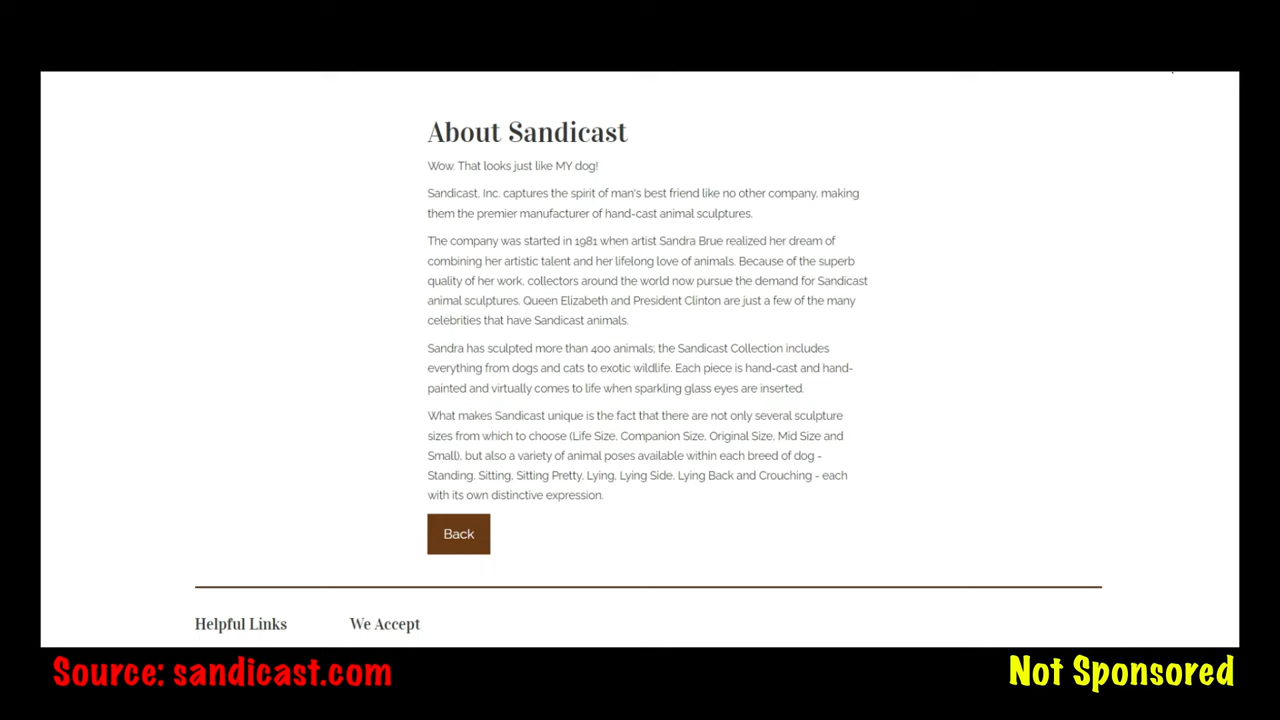 About Sandicast
Wow. That looks just like MY dog!
Sandicast, Inc. captures the spirit of man's best friend like no other company, making
them the premier manufacturer of hand-cast animal sculptures.
The company was started in 1981 when artist Sandra Brue realized her dream of
combining her artistic talent and her lifelong love of animals. Because of the superb
quality of her work, collectors around the world now pursue the demand for Sandicast
animal sculptures. Queen Elizabeth and President Clinton are just a few of the many
celebrities that have Sandicast animals.
Sandra has sculpted more than 400 animals; the Sandicast Collection includes
everything from dogs and cats to exotic wildlife. Each piece is hand-cast and hand-
painted and virtually comes to life when sparkling glass eyes are inserted.
What makes Sandicast unique is the fact that there are not only several sculpture
sizes from which to choose (Life Size, Companion Size, Original Size, Mid Size and
Small), but also a variety of animal poses available within each breed of dog -
Standing, Sitting, Sitting Pretty, Lying, Lying Side, Lying Back and Crouching - each
with its own distinctive expression.
Back
Helpful Links
We Accept
Source: sandicast.com
Not Sponsored